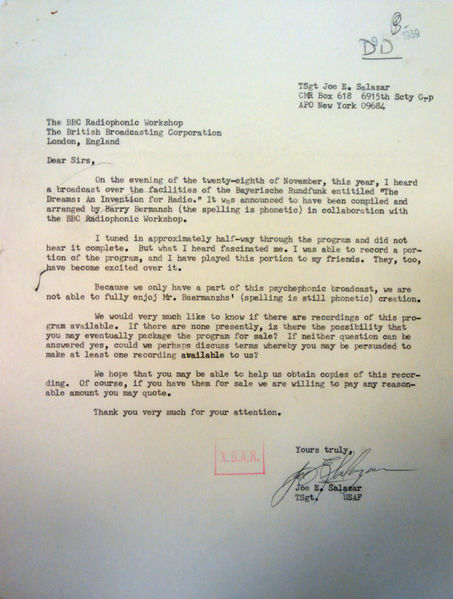 3-
D9D
1969
TSgt Joe E. Salazar
CMR Box 618 6915th Scty Grp
APO New York 09684
The BBC Radiophonic Workshop
The British Broadcasting Corporation
London, England
Dear Sirs,
On the evening of the twenty-eighth of November, this year, I heard
a broadcast over the facilities of the Bayerische Rundfunk entitiled "The
Dreams: An Invention for Radio." It was announced to have been compiled and
arranged by Barry Bermansh (the spelling is phonetic) in collaboration with
the BBC Radiophonic Workshop.
I tuned in approximately half-way through the program and did not
hear it complete. But what I heard fascinated me. I was able to record a por-
tion of the program, and I have played this portion to my friends. They, too,
have become excited over it.
Because we only have a part of this psychephonic broadcast, we are
not able to fully enjoj Mr. Baermanzhs' (spelling is still phonetic) creation.
We would very much like to know if there are recordings of this pro-
gram available. If there are none presently, is there the possibility that
you may eventually package the program for sale? If neither question can be
answered yes, could we perhaps discuss terms whereby you may be persuaded to
make at least one recording available to us?
We hope that you may be able to help us obtain copies of this recor-
ding. Of course, if you have them for sale we are willing to pay any reason-
able amount you may quote.
Thank you very much for your attention.
X.B.A.R.
Yours truly,
Joe E. Salazar
Joe E. Salazar
TSgt. USAF